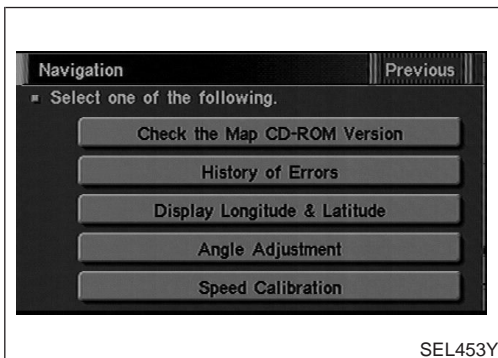 Navigation Previous
Select one of the following.
Check the Map CD-ROM Version
History of Errors
Display Longitude & Latitude
Angle Adjustment
Speed Calibration
SEL453Y